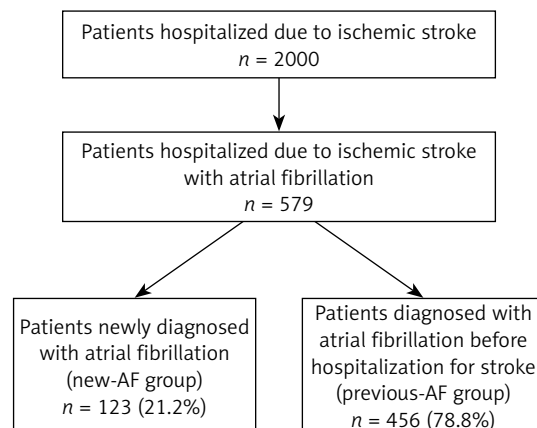 Patients hospitalized due to ischemic stroke
n = 2000
Patients hospitalized due to ischemic stroke
with atrial fibrillation
n = 579
Patients newly diagnosed
with atrial fibrillation
(new-AF group)
n = 123 (21.2%)
Patients diagnosed with
atrial fibrillation before
hospitalization for stroke
(previous-AF group)
n = 456 (78.8%)